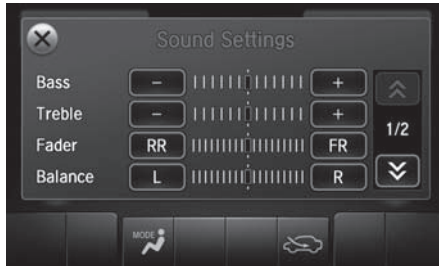 Sound Settings
Bass - +
Treble - +
Fader RR FR
1/2
Balance L R
MODE